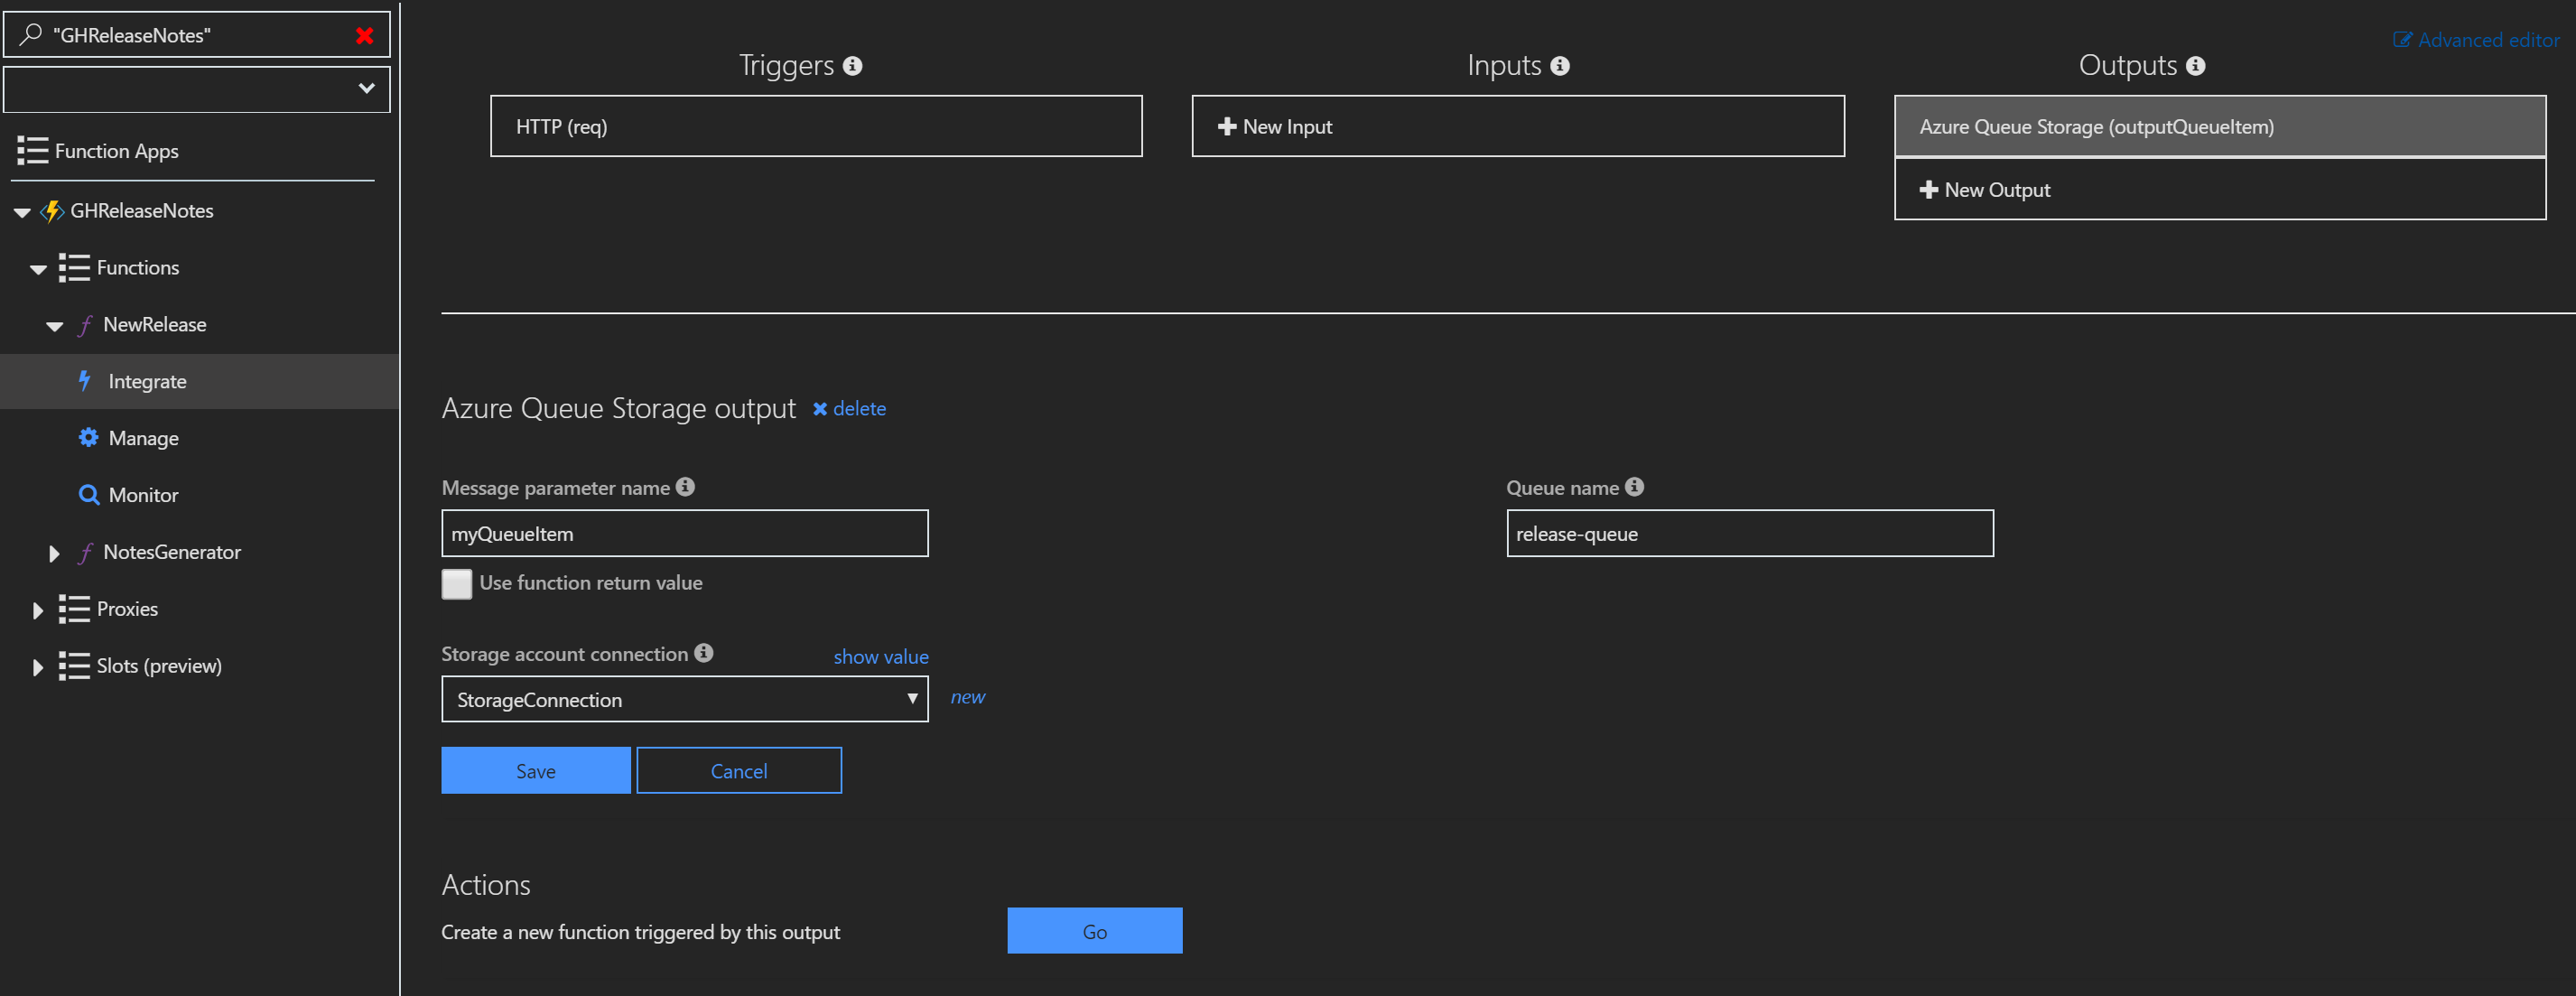 "GHReleaseNotes"
Function Apps
GHReleaseNotes
Functions
NewRelease
Integrate
Manage
Monitor
NotesGenerator
Proxies
Slots (preview)
Advanced editor
Triggers
HTTP (req)
Inputs
New Input
Outputs
Azure Queue Storage (outputQueueItem)
New Output
Azure Queue Storage output delete
Message parameter name
myQueueItem
Use function return value
Queue name
release-queue
Storage account connection show value
StorageConnection new
Save Cancel
Actions
Create a new function triggered by this output Go